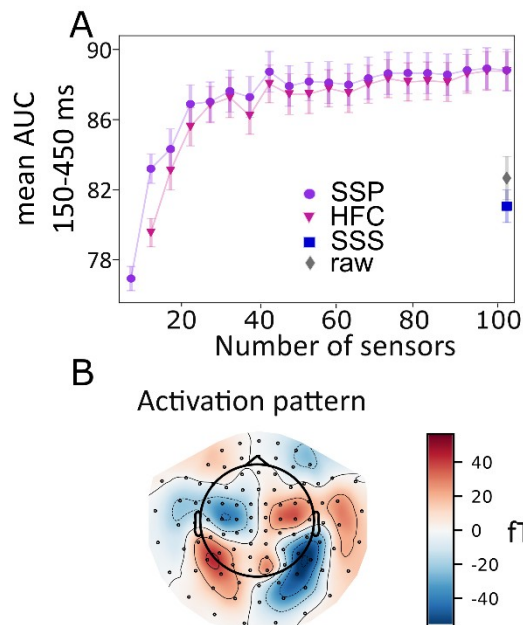 A
mean AUC
150-450 ms
90
86
82
78
SSP
HFC
SSS
raw
20
40
60
80
100
Number of sensors
B
Activation pattern
40
20
0
-20
-40
fT